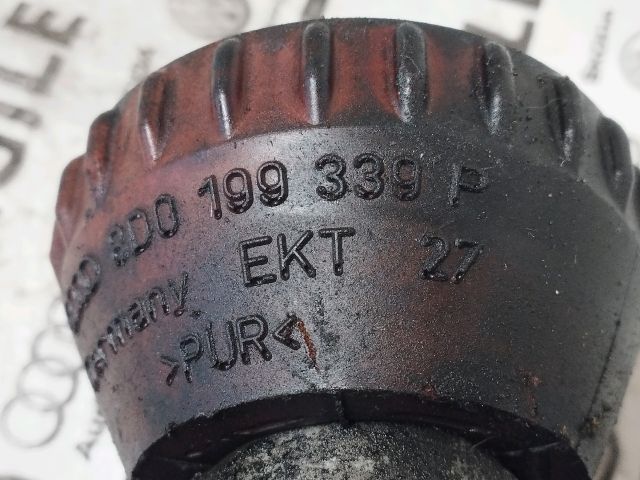 8D0 199 339 P
EKT 27
Germany
>PUR<